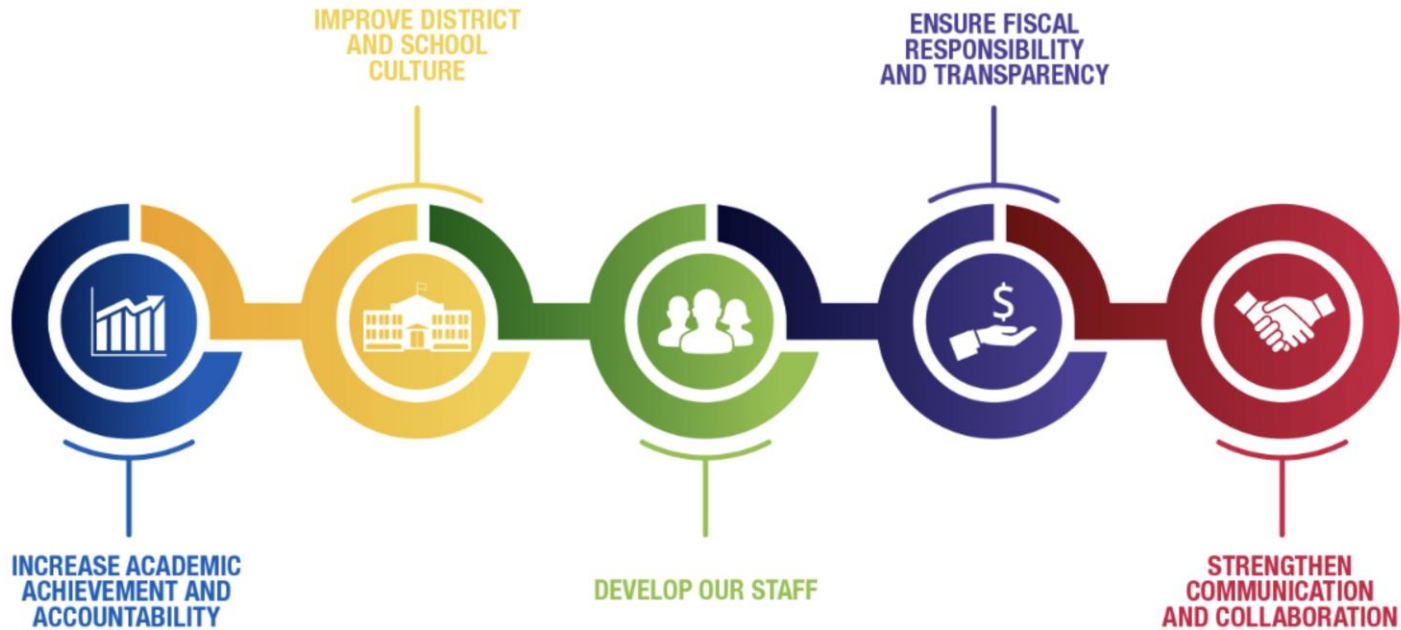 IMPROVE DISTRICT
AND SCHOOL
CULTURE
ENSURE FISCAL
RESPONSIBILITY
AND TRANSPARENCY
$
INCREASE ACADEMIC
ACHIEVEMENT AND
ACCOUNTABILITY
DEVELOP OUR STAFF
STRENGTHEN
COMMUNICATION
AND COLLABORATION